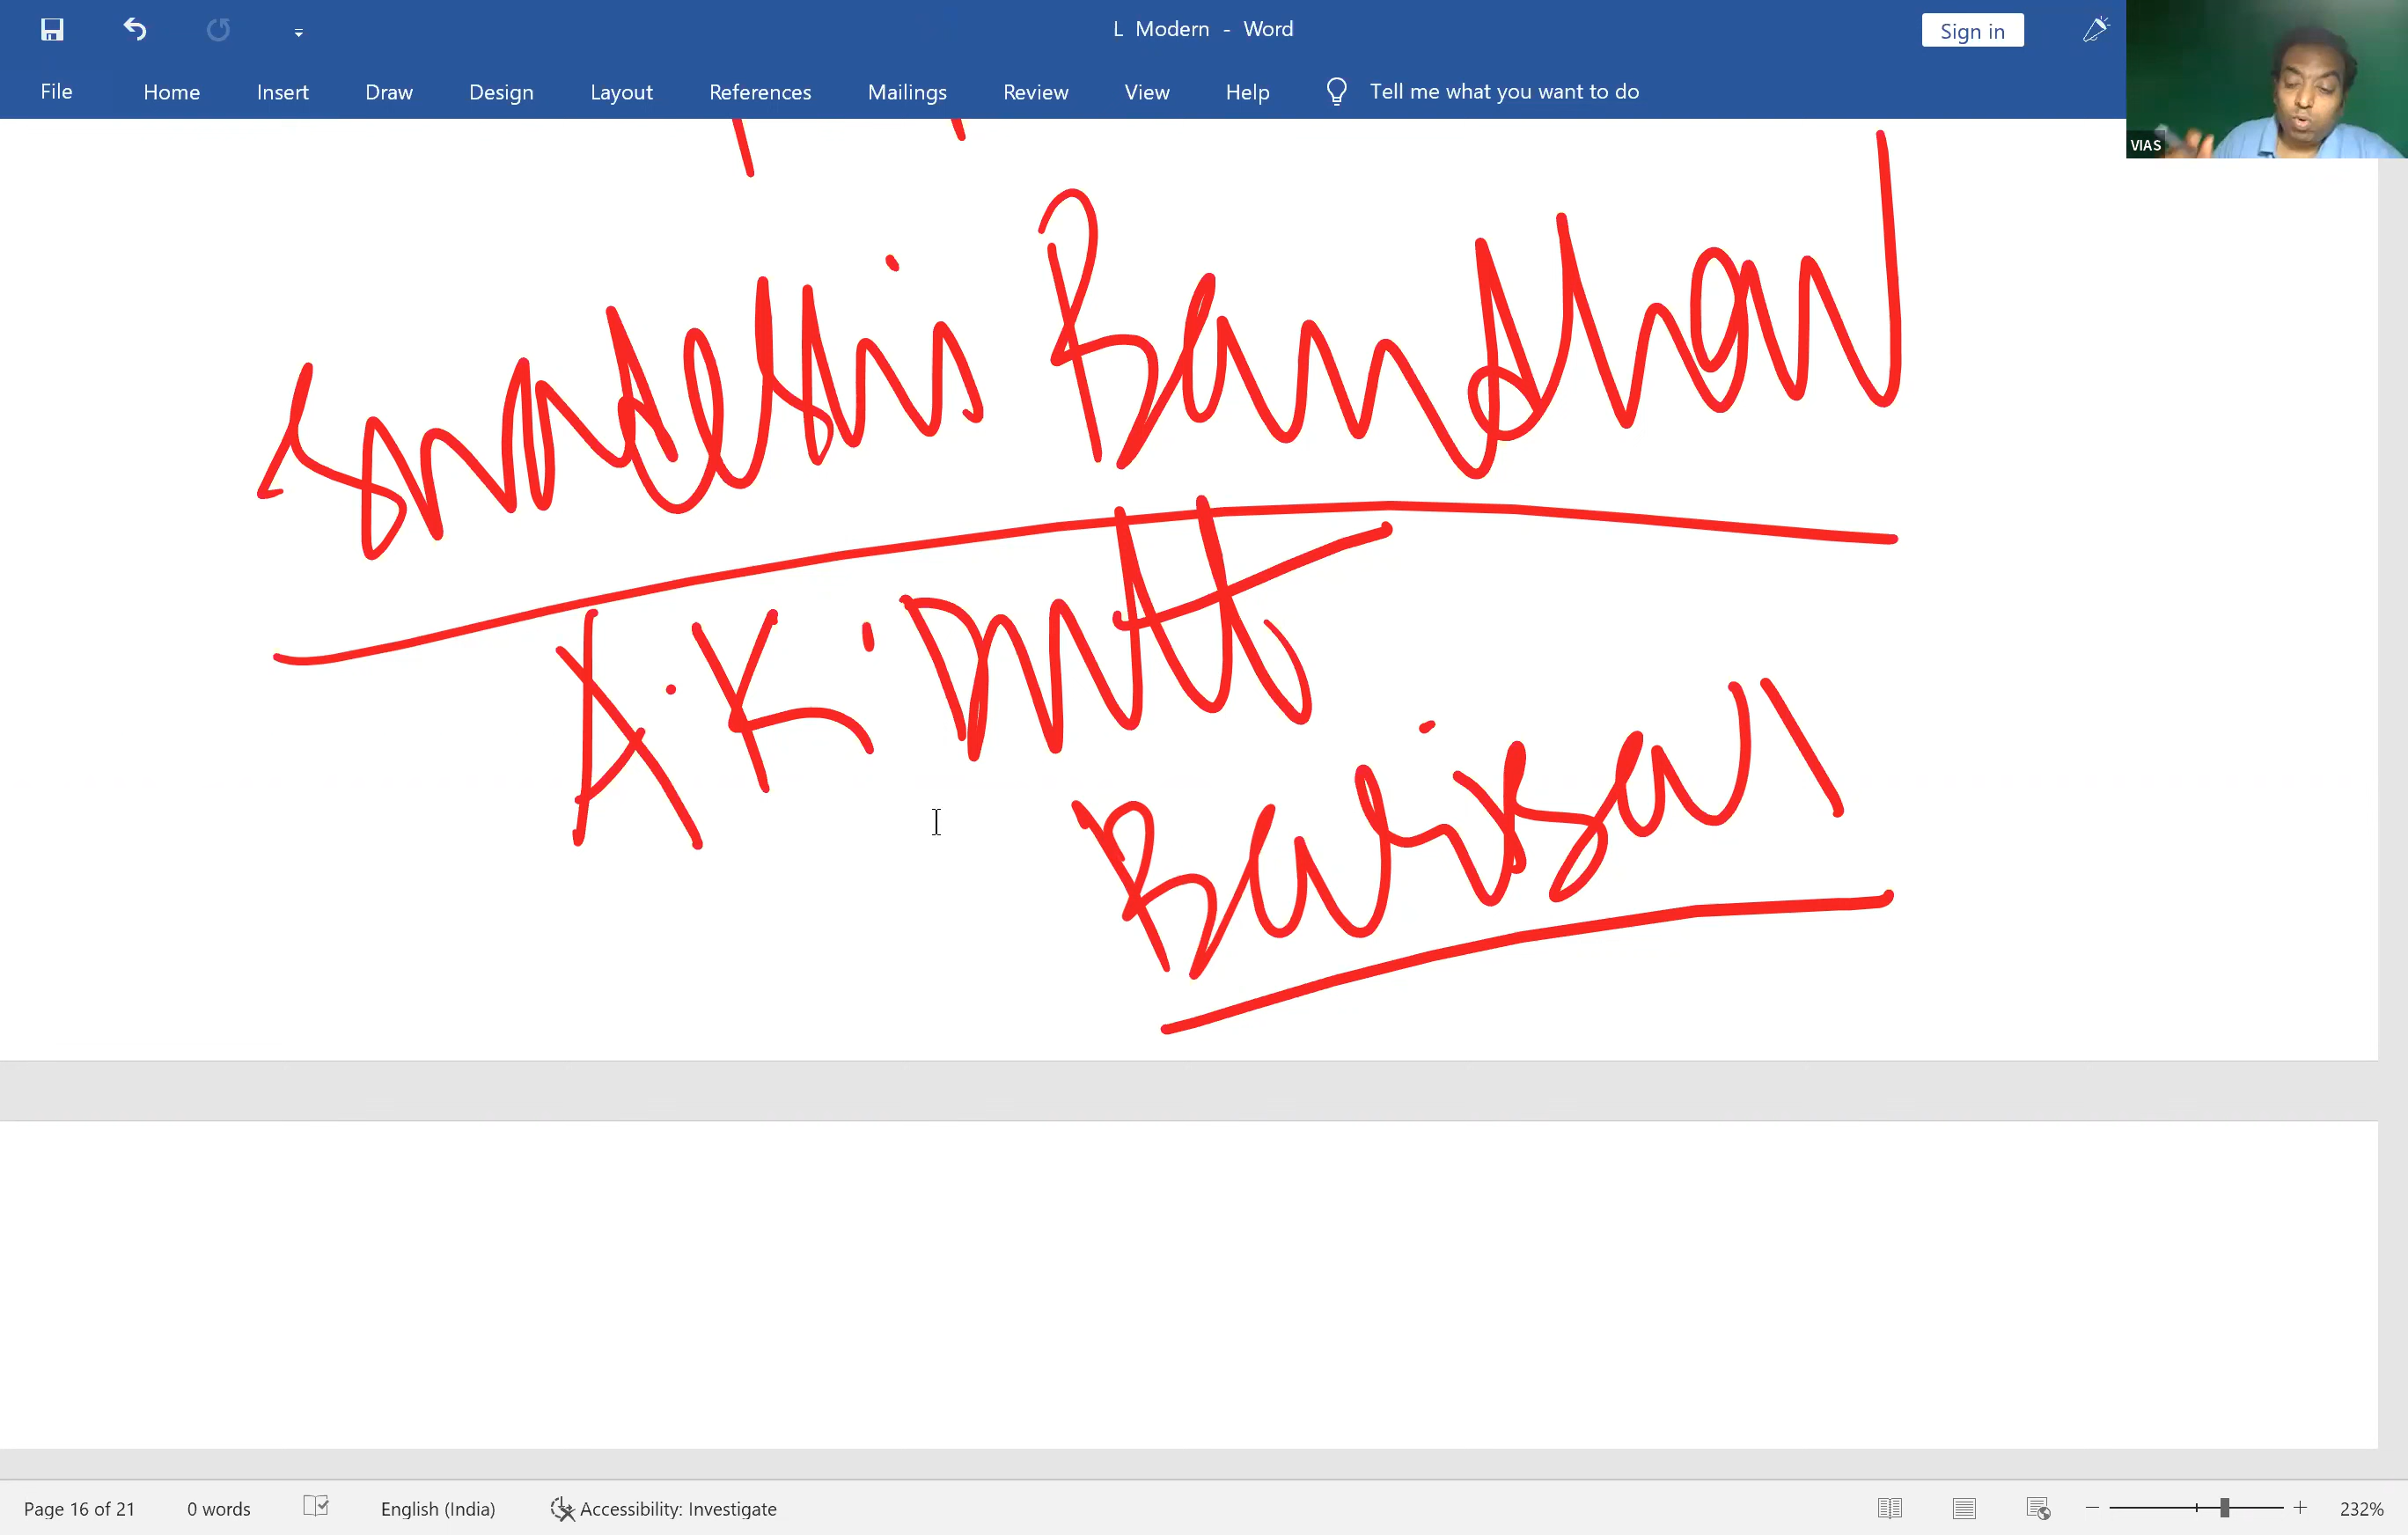 L Modern - Word
Sign in
File Home Insert Draw Design Layout References Mailings Review View Help Tell me what you want to do
VIAS
Swadeshi Bandhav
A.K. Dutt,
Barisal
Page 16 of 21 0 words English (India) Accessibility: Investigate 232%